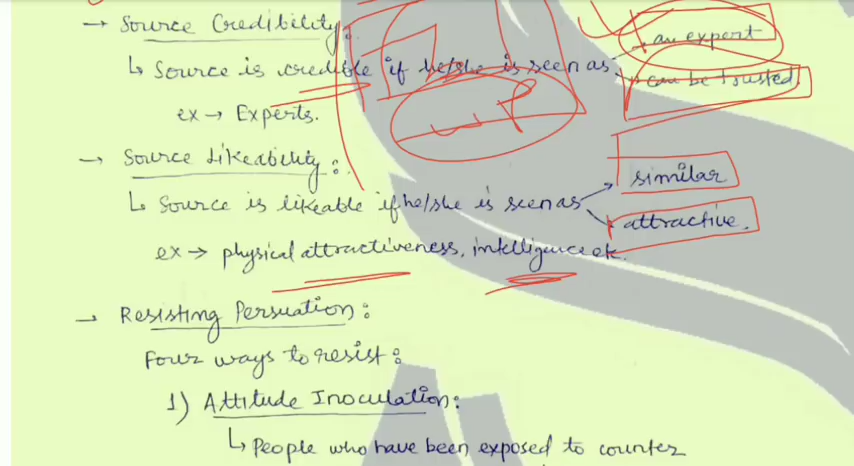 → Source Credibility:
↳ Source is credible if he/she is seen as → an expert
→ can be trusted.
ex → Experts.
→ Source Likeability:
↳ Source is likeable if he/she is seen as → similar
→ attractive.
ex → physical attractiveness, intelligence etc.
→ Resisting Persuation:
Four ways to resist:
1) Attitude Inoculation:
↳ People who have been exposed to counter